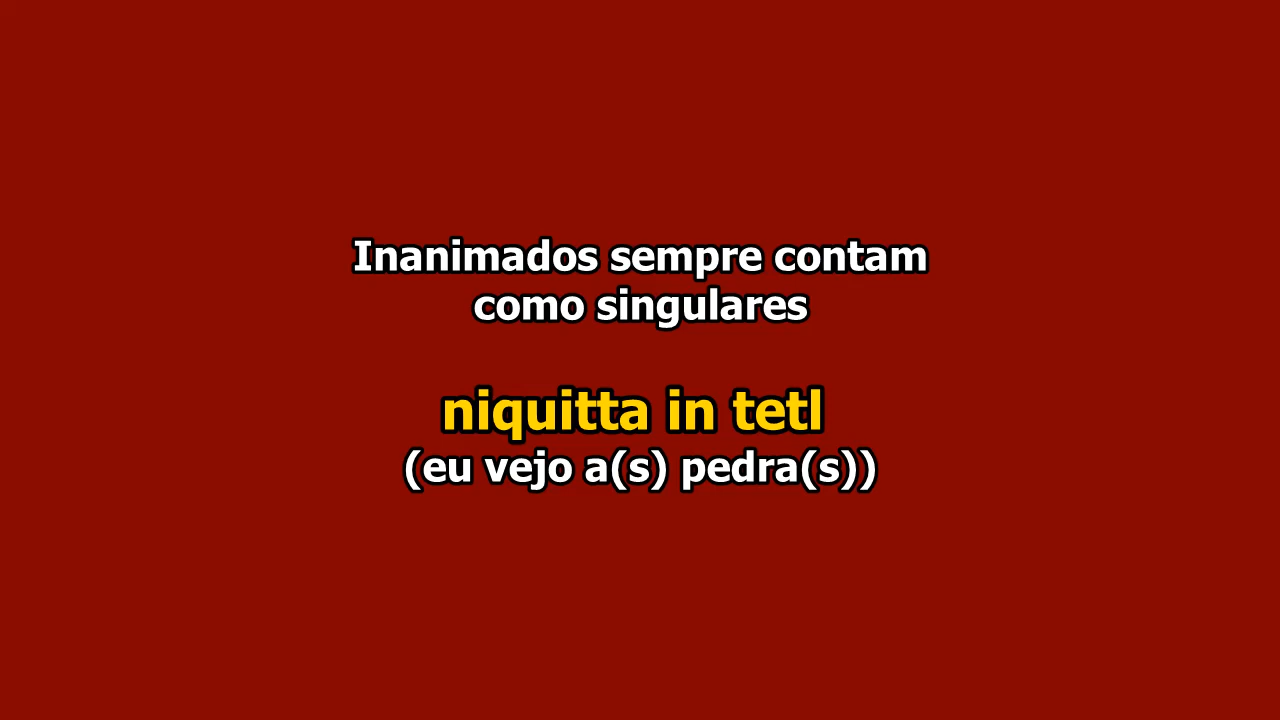 Inanimados sempre contam
como singulares
niquitta in tetl
(eu vejo a(s) pedra(s))